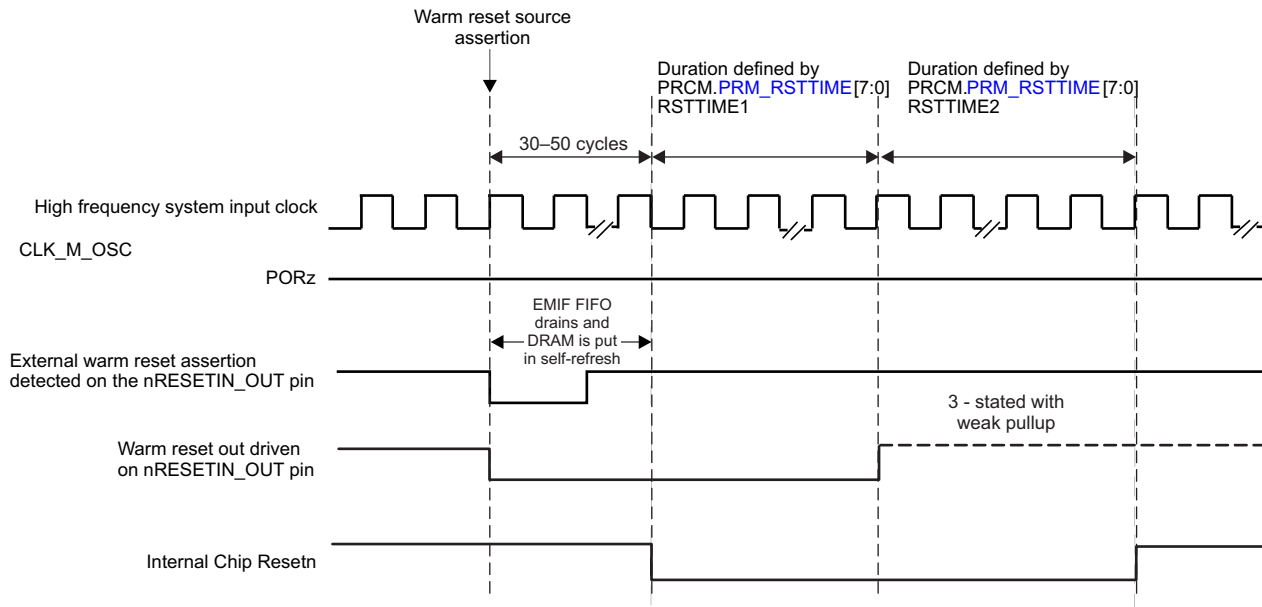 Warm reset source
assertion
Duration defined by
PRCM.PRM_RSTTIME[7:0]
RSTTIME1
Duration defined by
PRCM.PRM_RSTTIME[7:0]
RSTTIME2
30–50 cycles
High frequency system input clock
CLK_M_OSC
PORz
EMIF FIFO
drains and
DRAM is put
in self-refresh
External warm reset assertion
detected on the nRESETIN_OUT pin
3 - stated with
weak pullup
Warm reset out driven
on nRESETIN_OUT pin
Internal Chip Resetn